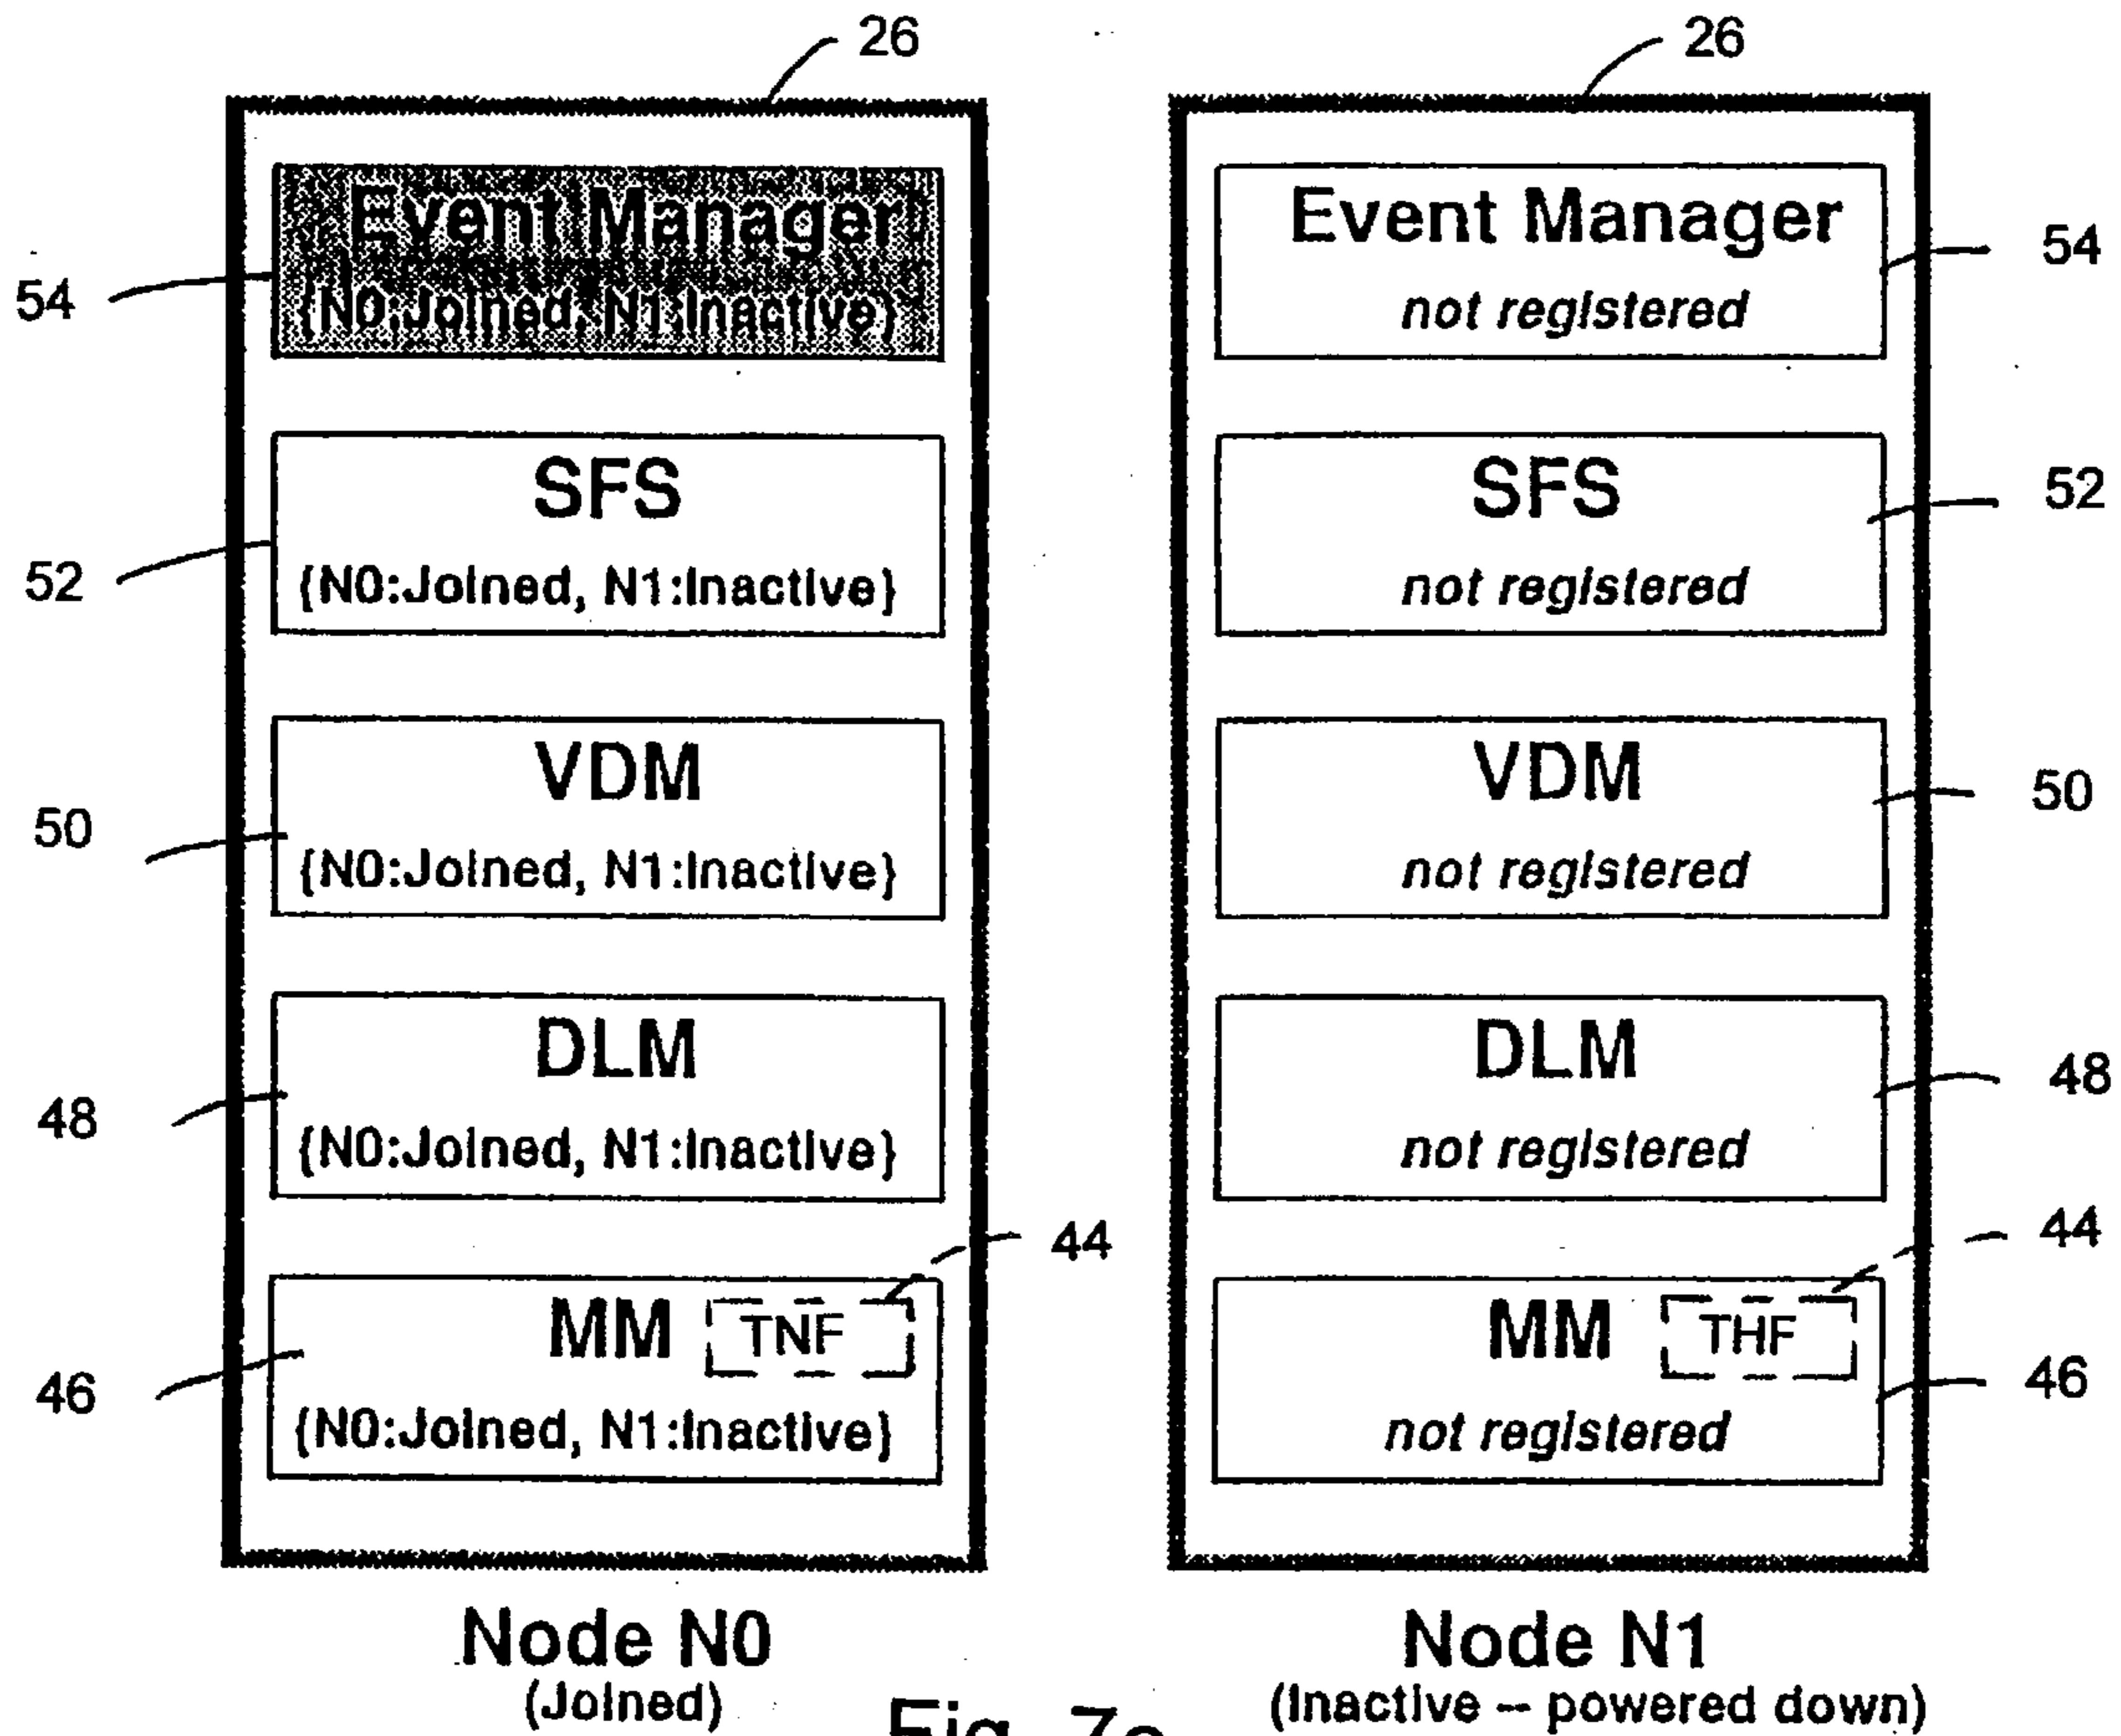 26
26
Event Manager
{N0:Joined, N1:Inactive}
54
Event Manager
not registered
54
SFS
{N0:Joined, N1:Inactive}
52
SFS
not registered
52
VDM
{N0:Joined, N1:Inactive}
50
VDM
not registered
50
DLM
{N0:Joined, N1:Inactive}
48
DLM
not registered
48
44
MM TNF
{N0:Joined, N1:Inactive}
46
44
MM THF
not registered
46
Node N0
(Joined)
Node N1
(Inactive -- powered down)
Fig.